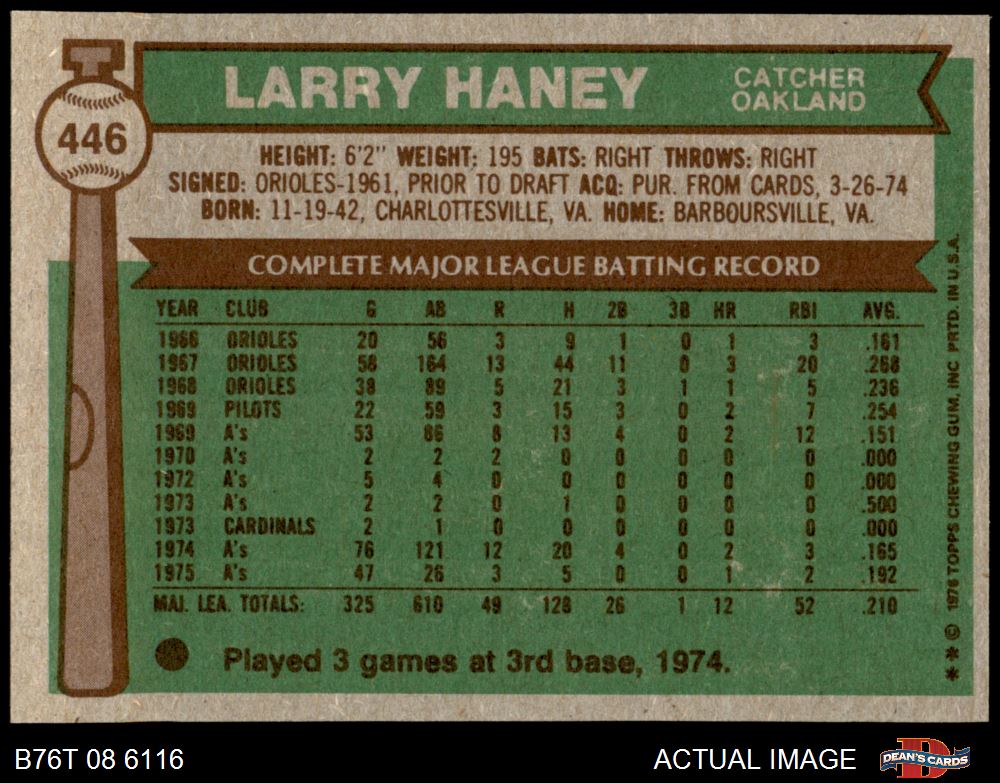 446
LARRY HANEY
CATCHER
OAKLAND
HEIGHT: 6'2" WEIGHT: 195 BATS: RIGHT THROWS: RIGHT
SIGNED: ORIOLES-1961, PRIOR TO DRAFT ACQ: PUR. FROM CARDS, 3-26-74
BORN: 11-19-42, CHARLOTTESVILLE, VA. HOME: BARBOURSVILLE, VA.
COMPLETE MAJOR LEAGUE BATTING RECORD
YEAR CLUB G AB R H 2B 3B HR RBI AVG.
1966 ORIOLES 20 56 3 9 1 0 1 3 .161
1967 ORIOLES 58 164 13 44 11 0 3 20 .268
1968 ORIOLES 38 89 5 21 3 1 1 5 .236
1969 PILOTS 22 59 3 15 3 0 2 7 .254
1969 A's 53 86 8 13 4 0 2 12 .151
1970 A's 2 2 2 0 0 0 0 0 .000
1972 A's 5 4 0 0 0 0 0 0 .000
1973 A's 2 2 0 1 0 0 0 0 .500
1973 CARDINALS 2 1 0 0 0 0 0 0 .000
1974 A's 76 121 12 20 4 0 2 3 .165
1975 A's 47 26 3 5 0 0 1 2 .192
MAJ. LEA. TOTALS: 325 610 49 128 26 1 12 52 .210
Played 3 games at 3rd base, 1974.
*** © 1976 TOPPS CHEWING GUM, INC. PRTD. IN U.S.A.
B76T 08 6116
ACTUAL IMAGE
D
DEAN'S CARDS